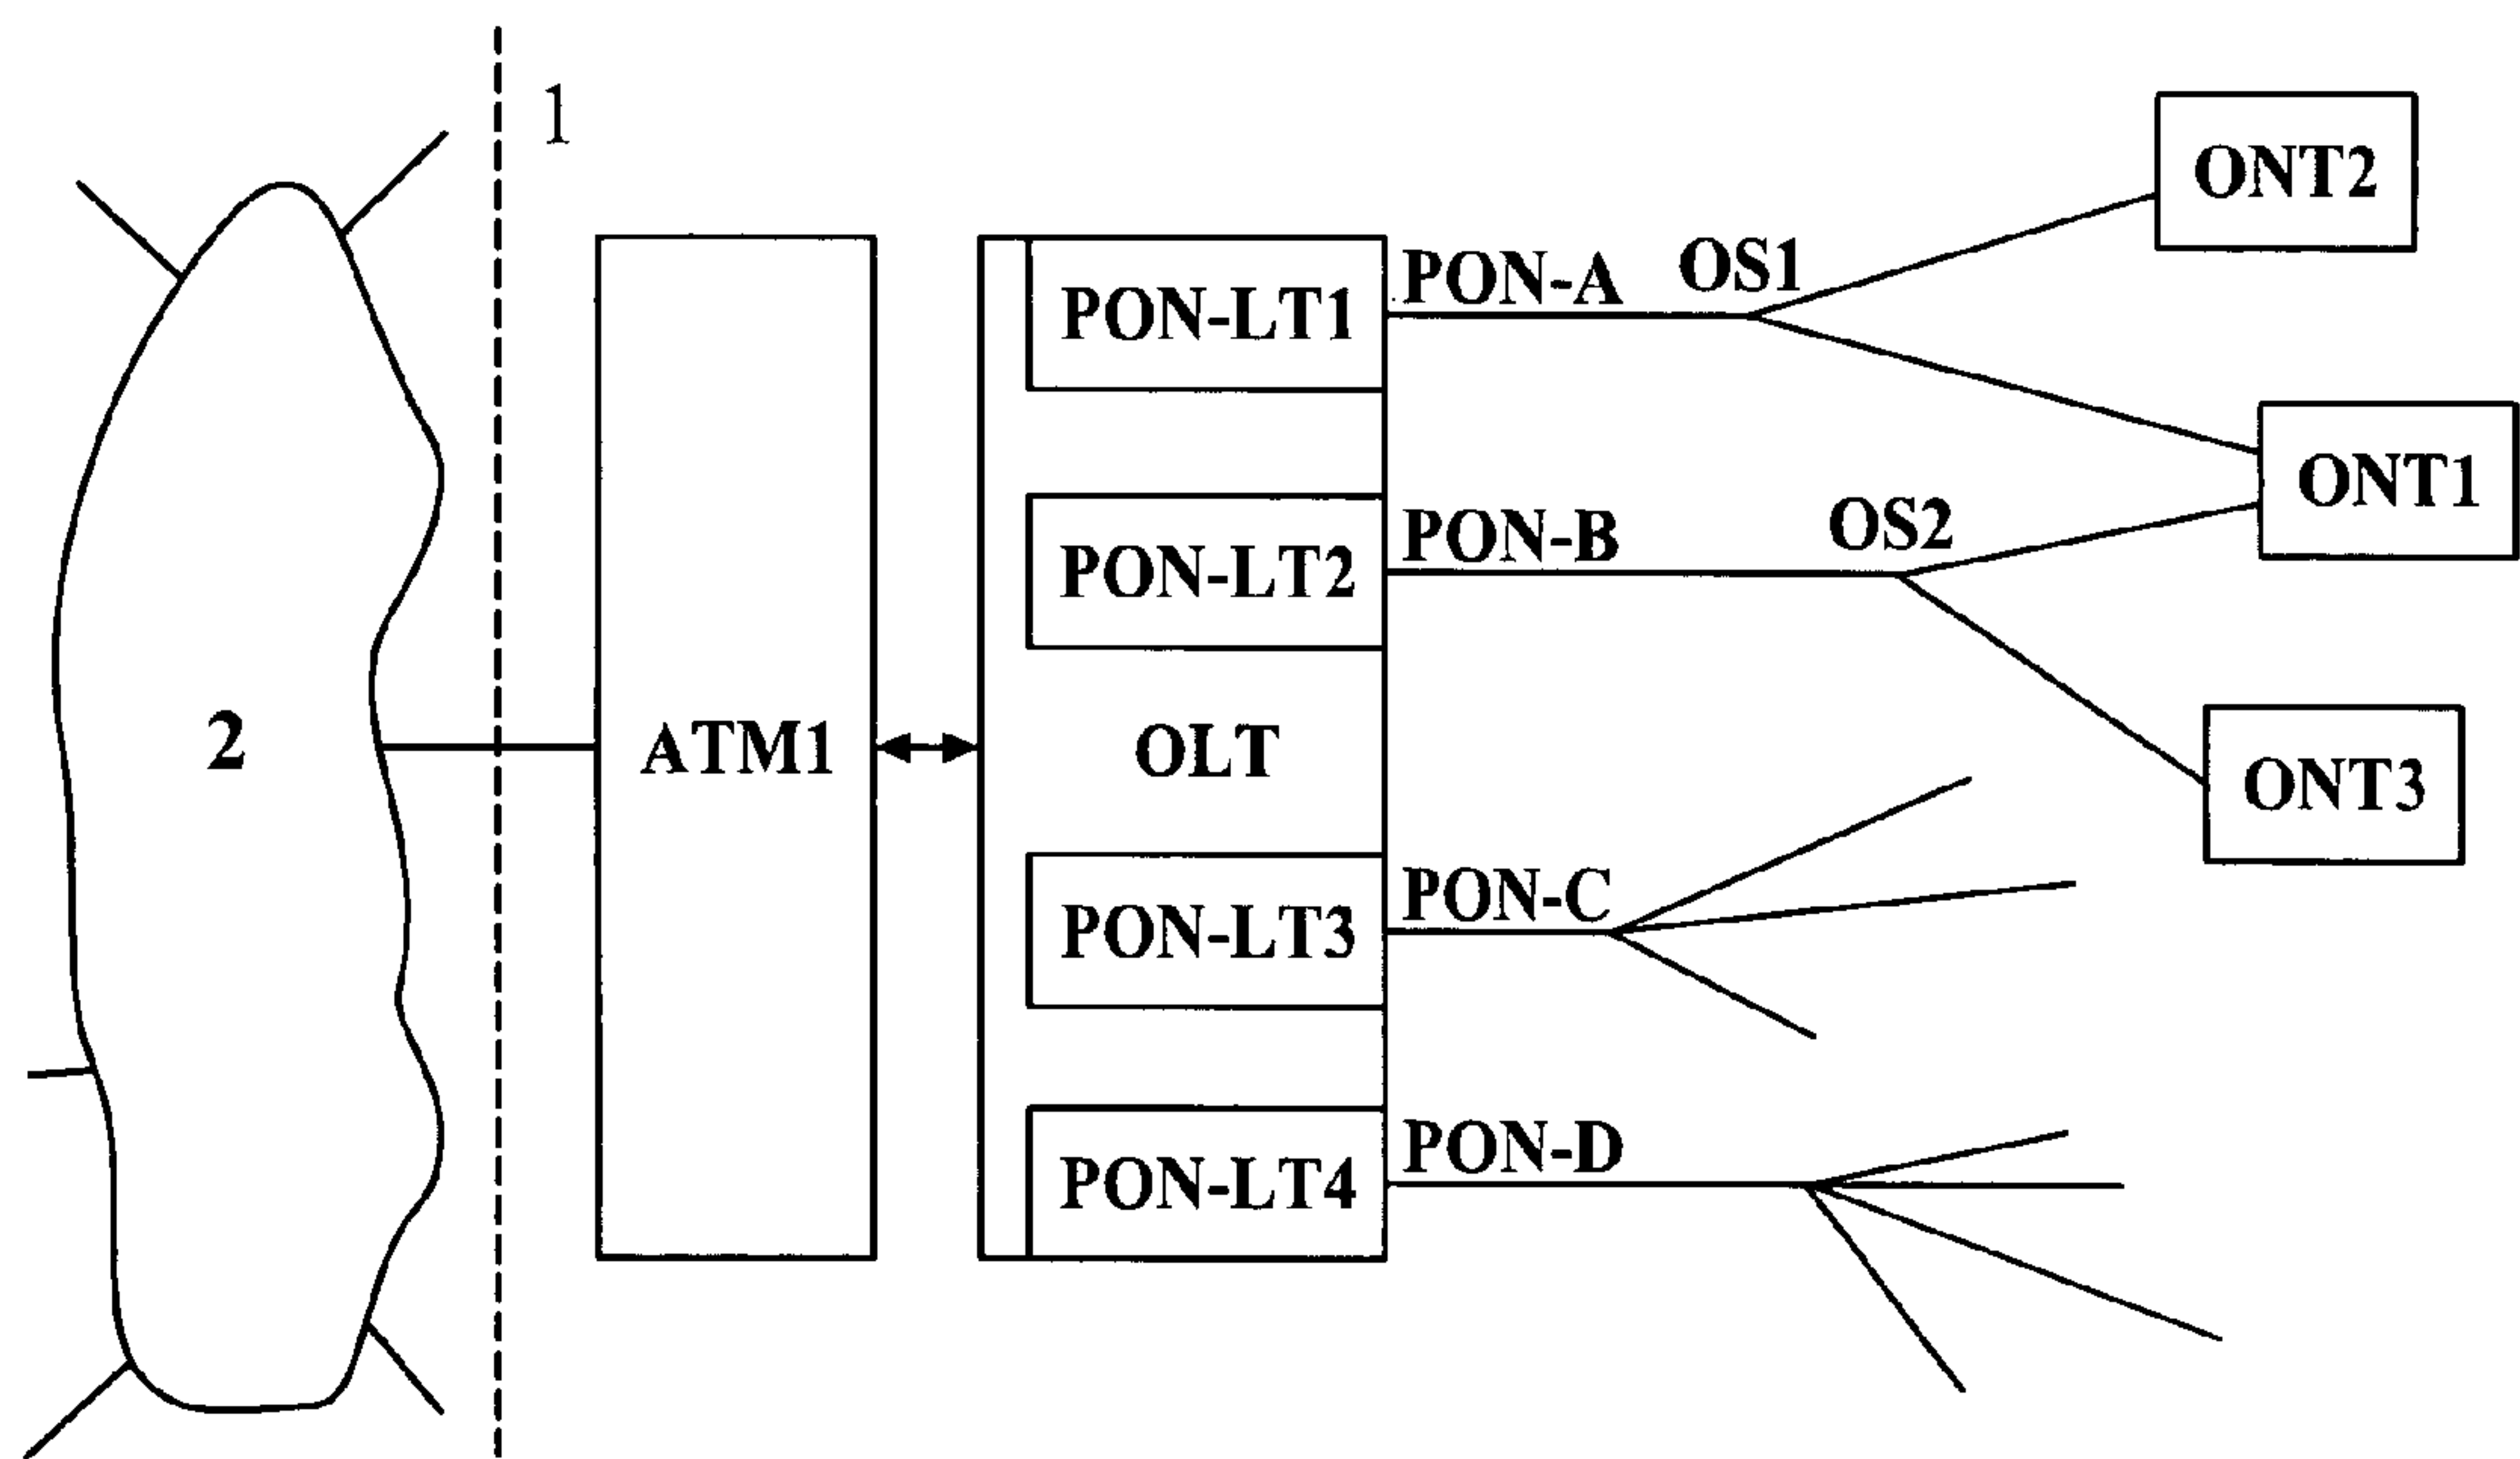 1
ONT2
PON-A
OS1
PON-LT1
ONT1
PON-B
OS2
PON-LT2
2
ATM1
OLT
ONT3
PON-C
PON-LT3
PON-D
PON-LT4